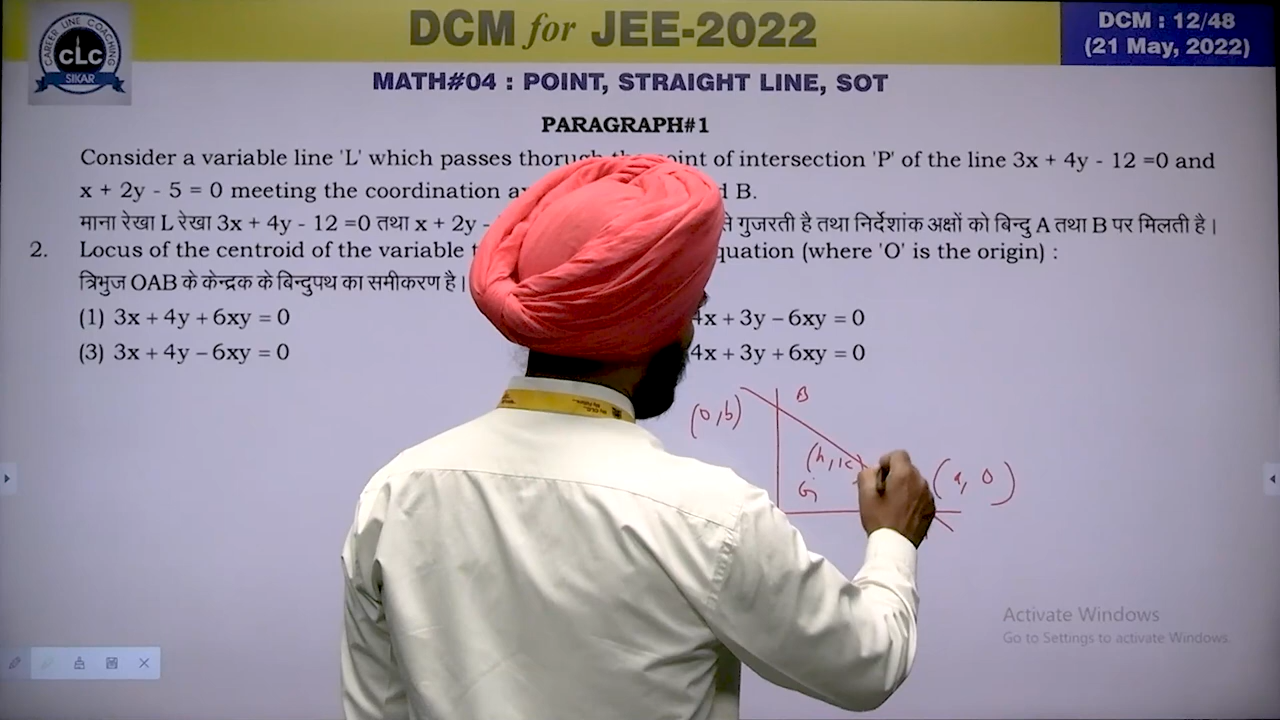 CAREER LINE COACHING
CLC
SIKAR
DCM for JEE-2022
DCM : 12/48
(21 May, 2022)
MATH#04 : POINT, STRAIGHT LINE, SOT
PARAGRAPH#1
Consider a variable line 'L' which passes thorugh the point of intersection 'P' of the line 3x + 4y - 12 =0 and
x + 2y - 5 = 0 meeting the coordination B.
माना रेखा L रेखा 3x + 4y - 12 =0 तथा x + 2y - से गुजरती है तथा निर्देशांक अक्षों को बिन्दु A तथा B पर मिलती है।
2. Locus of the centroid of the variable (where 'O' is the origin) :
त्रिभुज OAB के केन्द्रक के बिन्दुपथ का समीकरण है।
(1) 3x + 4y + 6xy = 0 4x + 3y − 6xy = 0
(3) 3x + 4y − 6xy = 0 4x + 3y + 6xy = 0
B
(0,b)
(h,k)
G
(a, 0)
Activate Windows
Go to Settings to activate Windows.